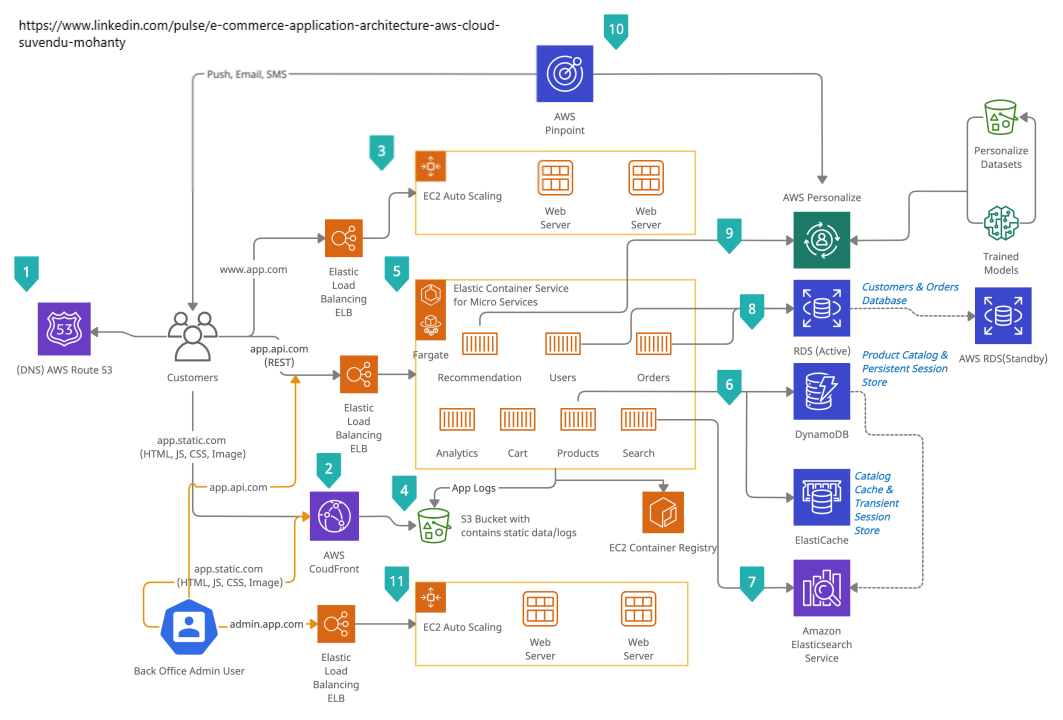 https://www.linkedin.com/pulse/e-commerce-application-architecture-aws-cloud-
suvendu-mohanty
10
Push, Email, SMS
AWS
Pinpoint
Personalize
Datasets
Trained
Models
3
EC2 Auto Scaling
Web
Server
Web
Server
AWS Personalize
9
1
53
(DNS) AWS Route 53
www.app.com
Elastic
Load
Balancing
ELB
5
Elastic Container Service
for Micro Services
Fargate
Recommendation
Users
Orders
Analytics
Cart
Products
Search
8
Customers & Orders
Database
RDS (Active)
AWS RDS(Standby)
Customers
app.api.com
(REST)
Elastic
Load
Balancing
ELB
6
Product Catalog &
Persistent Session
Store
DynamoDB
app.static.com
(HTML, JS, CSS, Image)
app.api.com
2
AWS
CoudFront
4
App Logs
S3 Bucket with
contains static data/logs
EC2 Container Registry
Catalog
Cache &
Transient
Session
Store
ElastiCache
7
Amazon
Elasticsearch
Service
app.static.com
(HTML, JS, CSS, Image)
admin.app.com
Back Office Admin User
Elastic
Load
Balancing
ELB
11
EC2 Auto Scaling
Web
Server
Web
Server